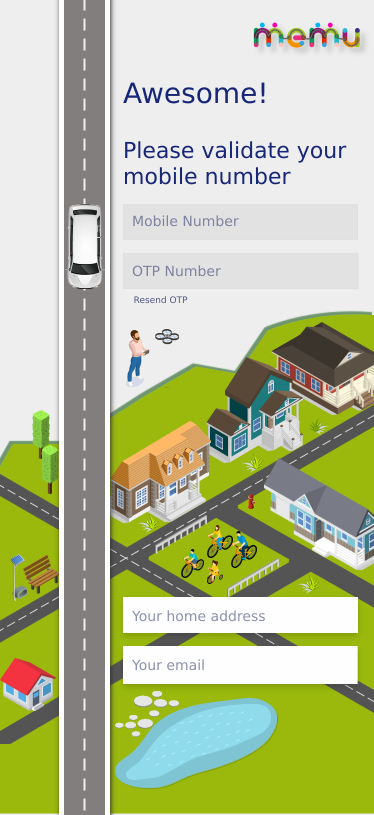 memu
Awesome!
Please validate your
mobile number
Mobile Number
OTP Number
Resend OTP
Your home address
Your email